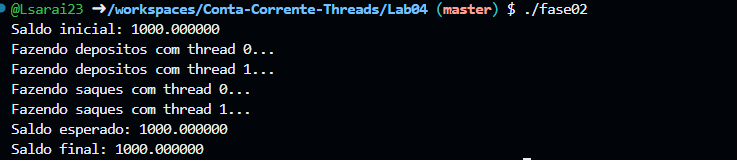 @Lsarai23 ➜/workspaces/Conta-Corrente-Threads/Lab04 (master) $ ./fase02
Saldo inicial: 1000.000000
Fazendo depositos com thread 0...
Fazendo depositos com thread 1...
Fazendo saques com thread 0...
Fazendo saques com thread 1...
Saldo esperado: 1000.000000
Saldo final: 1000.000000